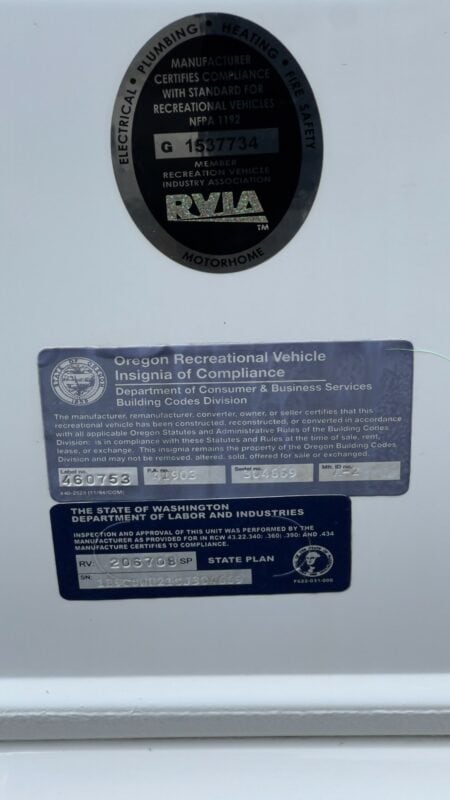 ELECTRICAL • PLUMBING • HEATING • FIRE SAFETY
MANUFACTURER
CERTIFIES COMPLIANCE
WITH STANDARD FOR
RECREATIONAL VEHICLES
NFPA 1192
G 1537734
MEMBER
RECREATION VEHICLE
INDUSTRY ASSOCIATION
RVIA
TM
MOTORHOME
Oregon Recreational Vehicle
Insignia of Compliance
Department of Consumer & Business Services
Building Codes Division
The manufacturer, remanufacturer, converter, owner, or seller certifies that this
recreational vehicle has been constructed, reconstructed, or converted in accordance
with all applicable Oregon Statutes and Administrative Rules of the Building Codes
Division; is in compliance with these Statutes and Rules at the time of sale, rent,
lease, or exchange. This insignia remains the property of the Oregon Building Codes
Division and may not be removed, altered, sold, offered for sale or exchanged.
Label no. P.A. no. Serial no. Mfr. ID no.
460753
THE STATE OF WASHINGTON
DEPARTMENT OF LABOR AND INDUSTRIES
INSPECTION AND APPROVAL OF THIS UNIT WAS PERFORMED BY THE
MANUFACTURER AS PROVIDED FOR IN RCW 43.22.340; .360; .390; AND .434
MANUFACTURE CERTIFIES TO COMPLIANCE.
RV: 206708 SP STATE PLAN
SN: